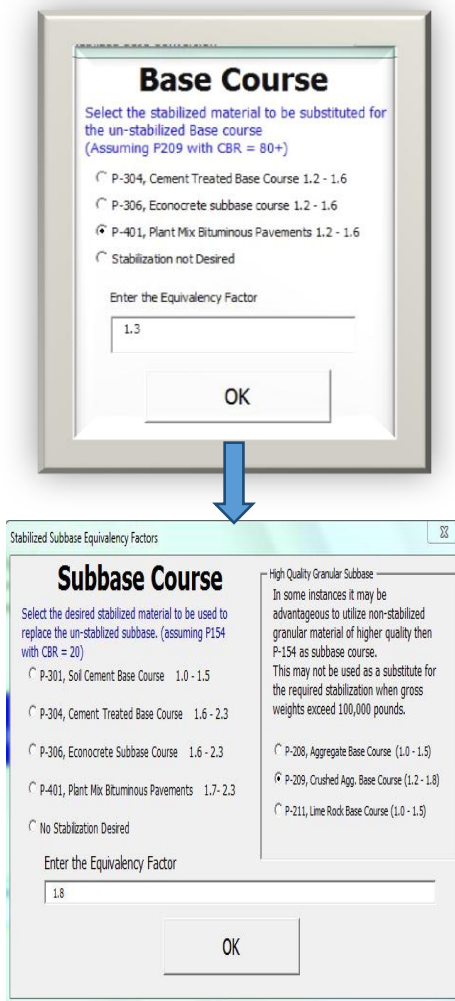 Base Course
Select the stabilized material to be substituted for
the un-stabilized Base course
(Assuming P209 with CBR = 80+)
P-304, Cement Treated Base Course 1.2 - 1.6
P-306, Econocrete subbase course 1.2 - 1.6
P-401, Plant Mix Bituminous Pavements 1.2 - 1.6
Stabilization not Desired
Enter the Equivalency Factor
1.3
OK
Stabilized Subbase Equivalency Factors
Subbase Course
Select the desired stabilized material to be used to
replace the un-stablized subbase. (assuming P154
with CBR = 20)
P-301, Soil Cement Base Course 1.0 - 1.5
P-304, Cement Treated Base Course 1.6 - 2.3
P-306, Econocrete Subbase Course 1.6 - 2.3
P-401, Plant Mix Bituminous Pavements 1.7- 2.3
No Stabilization Desired
High Quality Granular Subbase
In some instances it may be
advantageous to utilize non-stabilized
granular material of higher quality then
P-154 as subbase course.
This may not be used as a substitute for
the required stabilization when gross
weights exceed 100,000 pounds.
P-208, Aggregate Base Course (1.0 - 1.5)
P-209, Crushed Agg. Base Course (1.2 - 1.8)
P-211, Lime Rock Base Course (1.0 - 1.5)
Enter the Equivalency Factor
1.8
OK